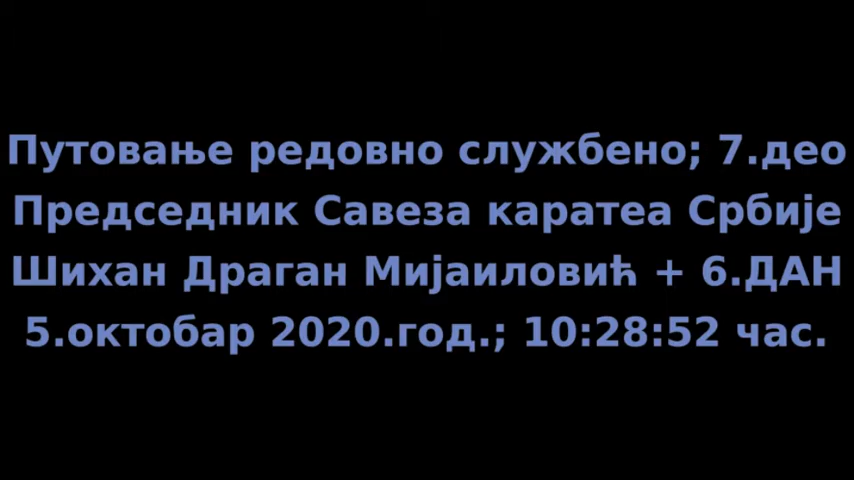 Путовање редовно службено; 7.део
Председник Савеза каратеа Србије
Шихан Драган Мијаиловић + 6.ДАН
5.октобар 2020.год.; 10:28:52 час.